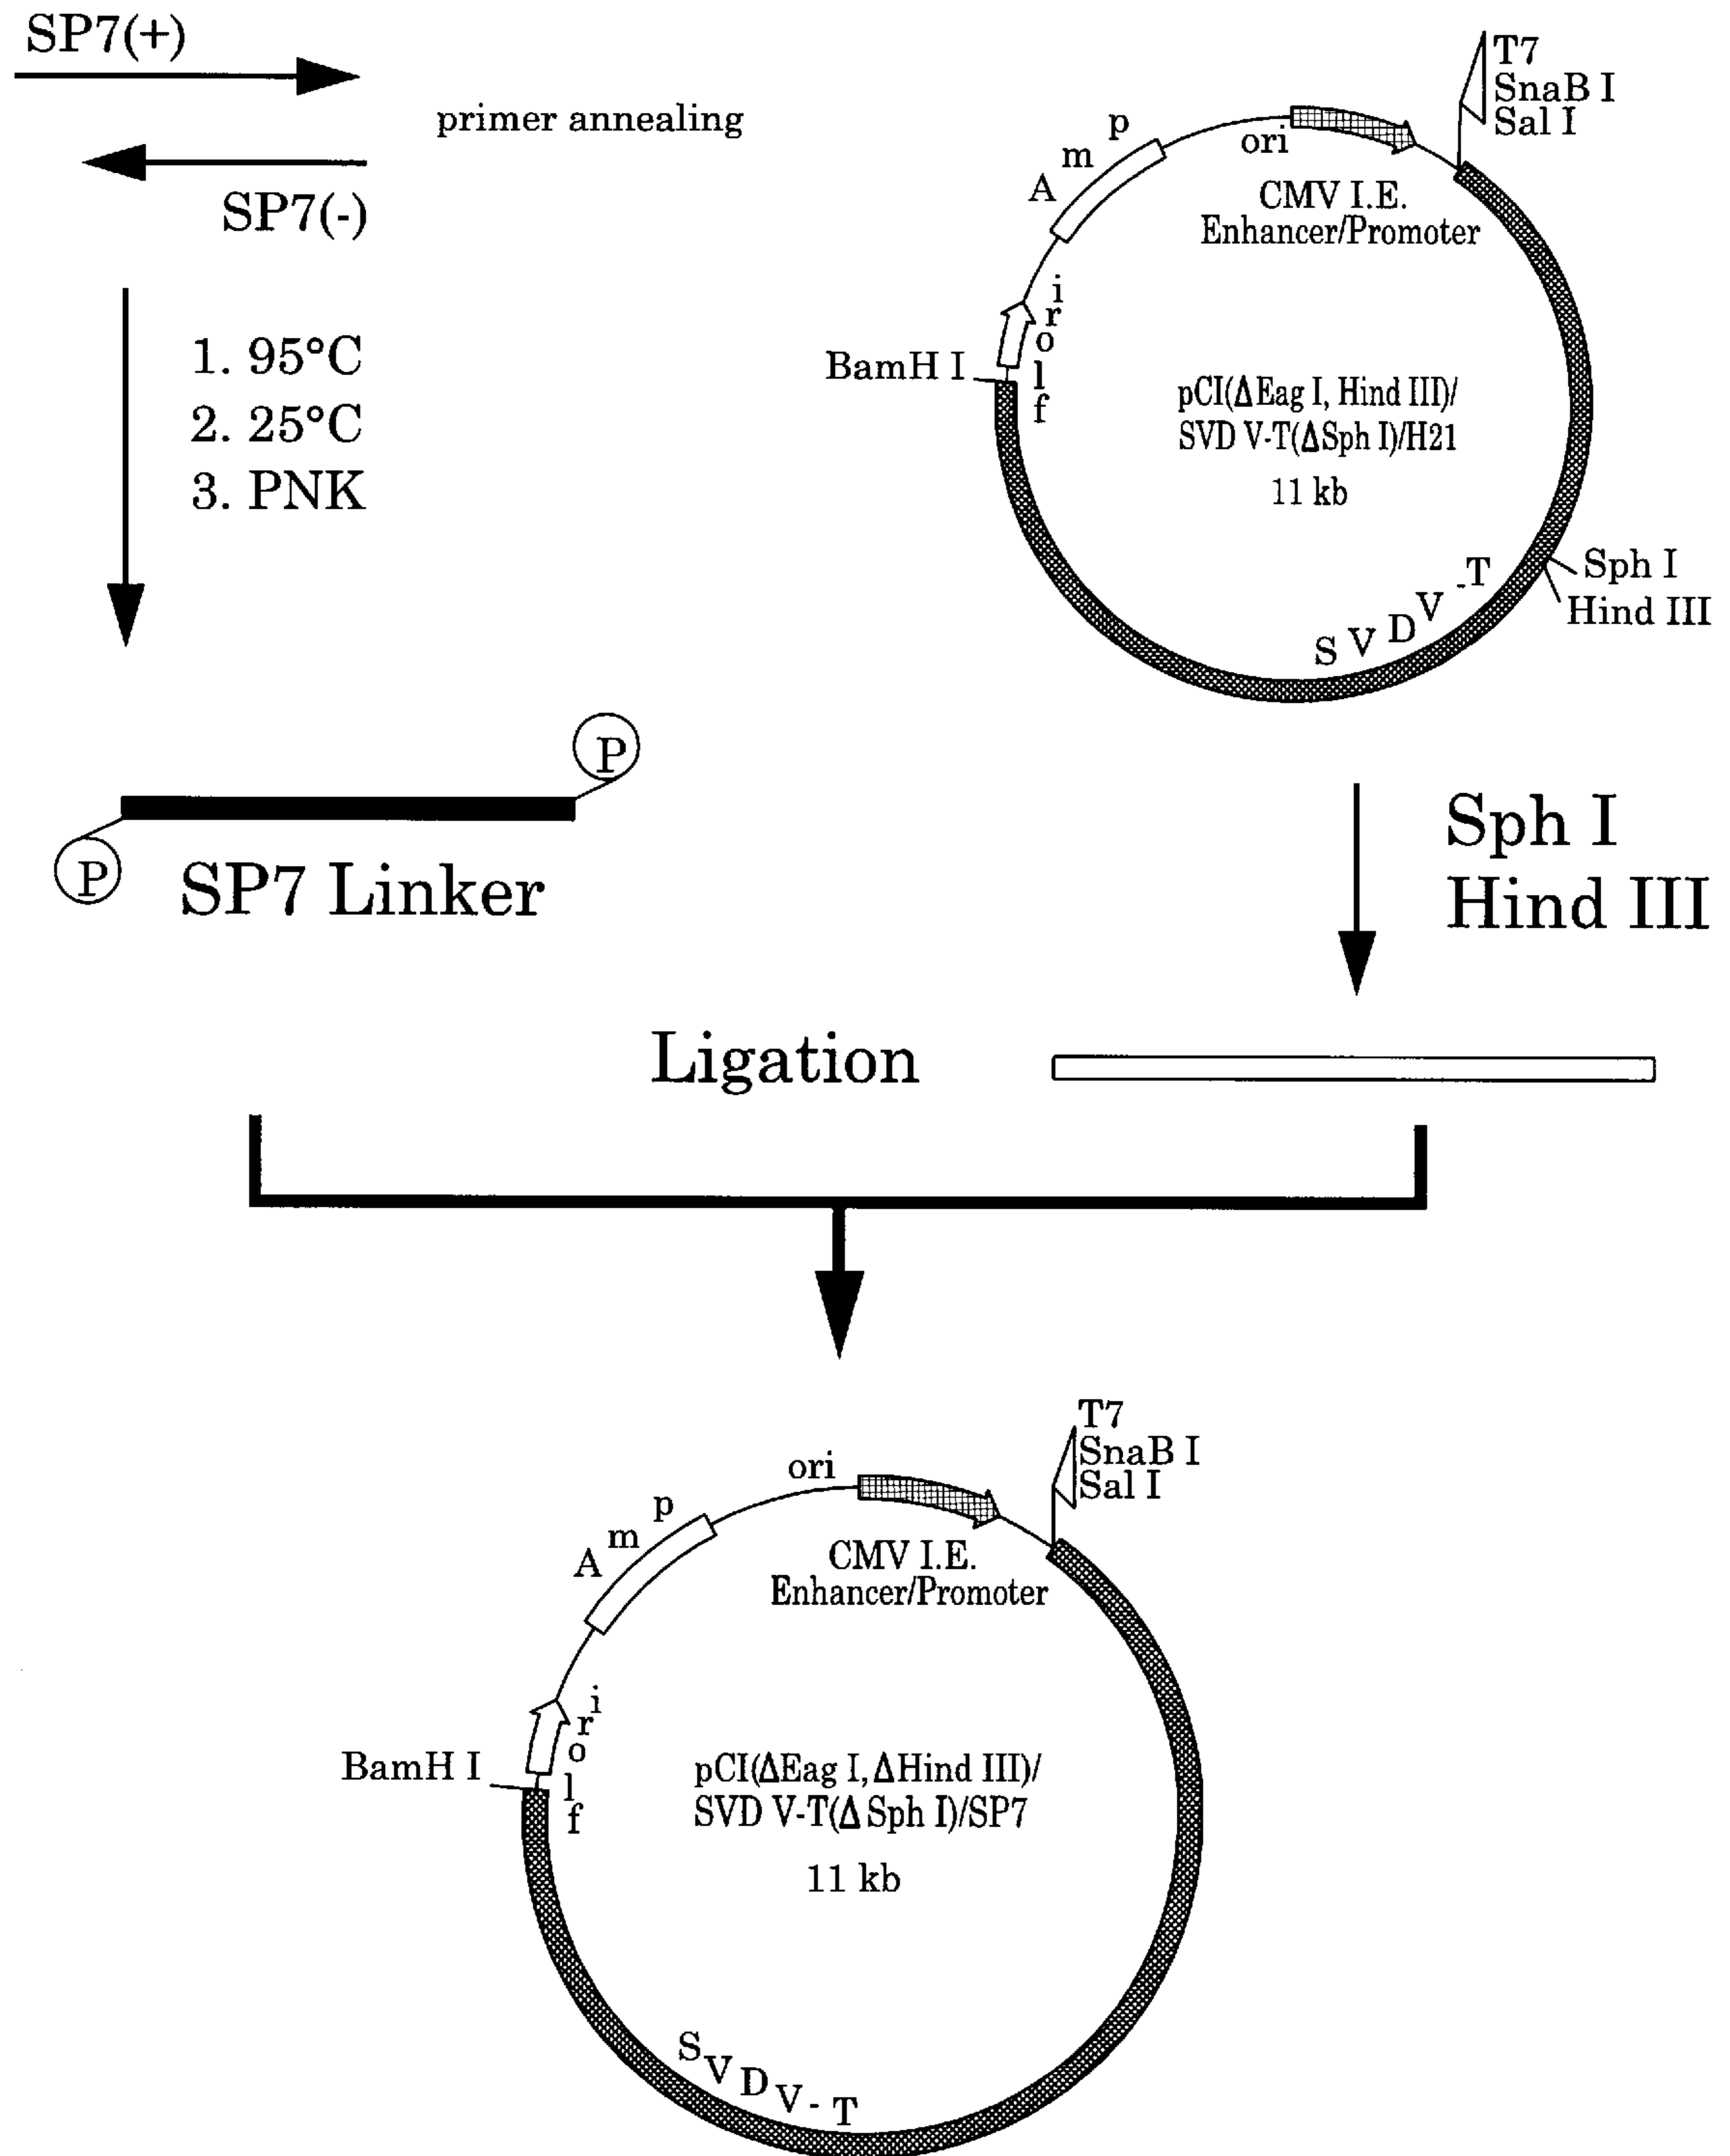 SP7(+)
primer annealing
SP7(-)
1. 95°C
2. 25°C
3. PNK
P
P
SP7 Linker
T7
SnaB I
Sal I
ori
Amp
CMV I.E.
Enhancer/Promoter
f1 ori
BamH I
pCI(ΔEag I, Hind III)/
SVD V-T(ΔSph I)/H21
11 kb
Sph I
Hind III
SVDV-T
Sph I
Hind III
Ligation
T7
SnaB I
Sal I
ori
Amp
CMV I.E.
Enhancer/Promoter
f1 ori
BamH I
pCI(ΔEag I, ΔHind III)/
SVD V-T(Δ Sph I)/SP7
11 kb
SVDV-T